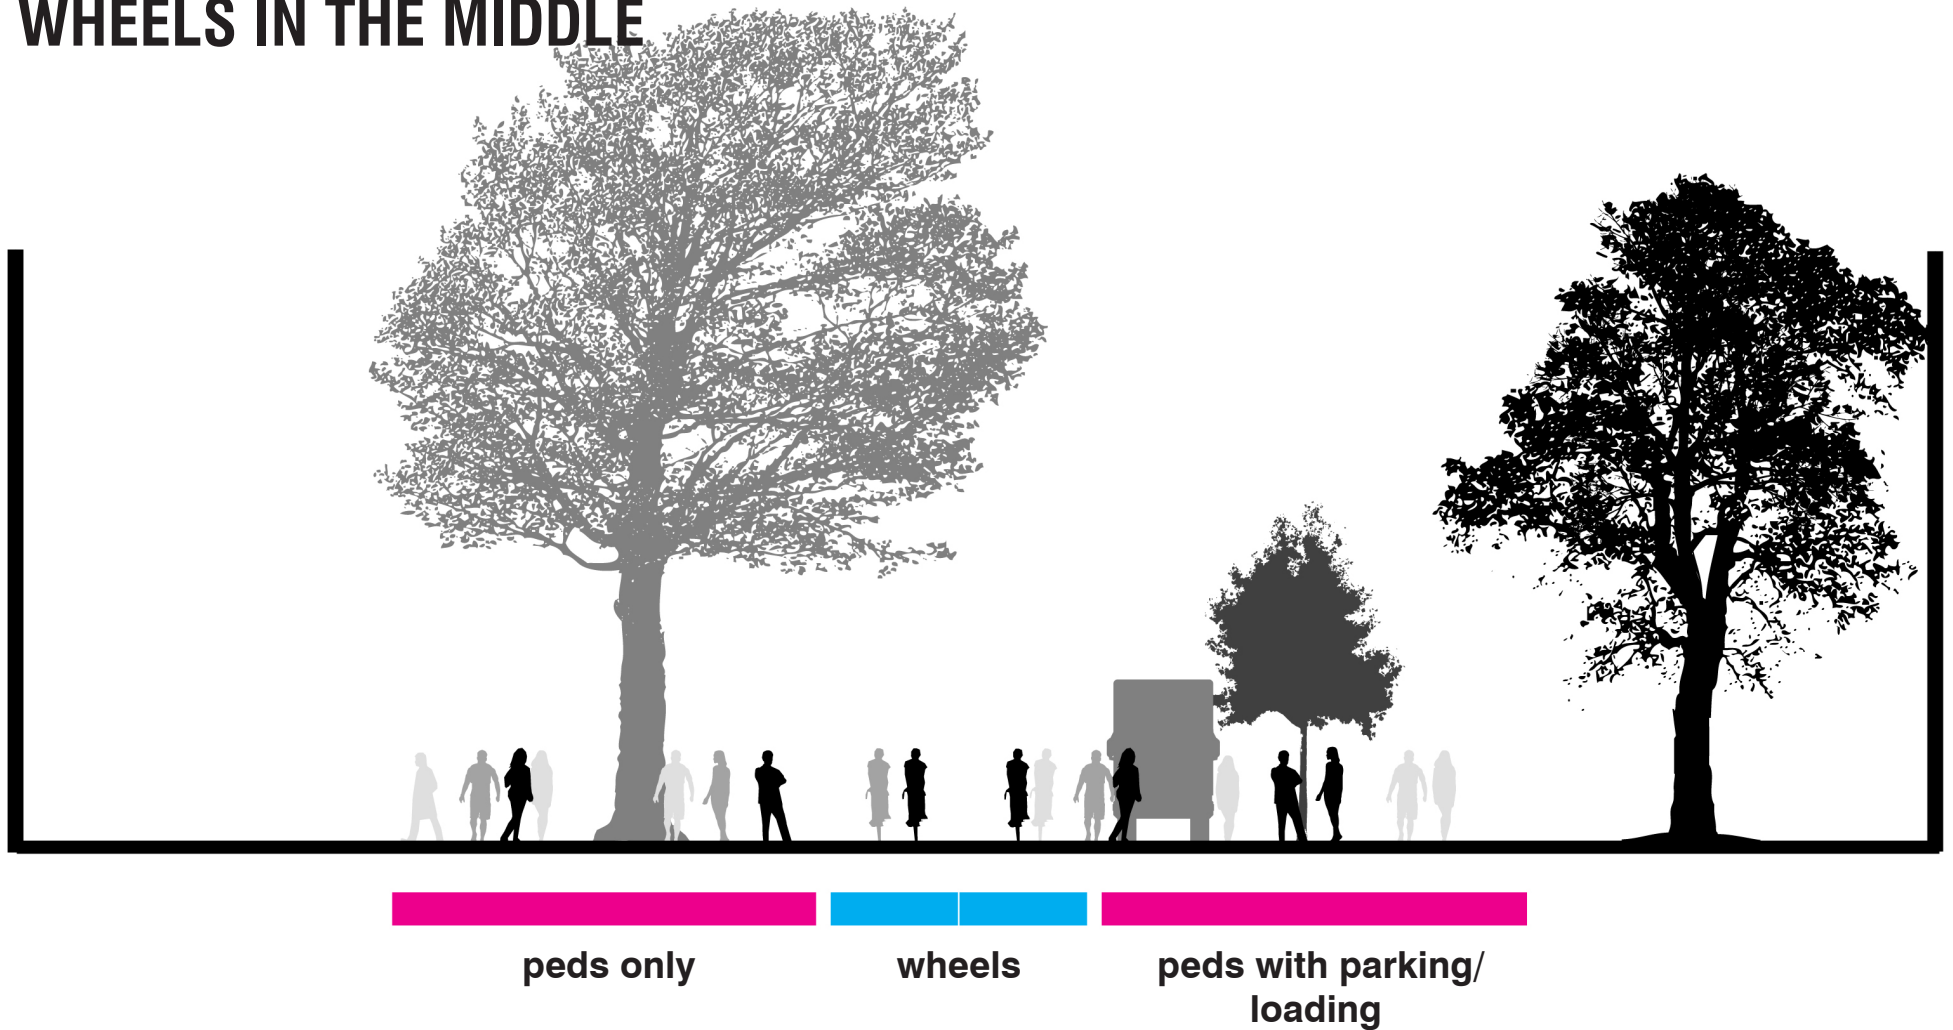 WHEELS IN THE MIDDLE
peds only
wheels
peds with parking/
loading